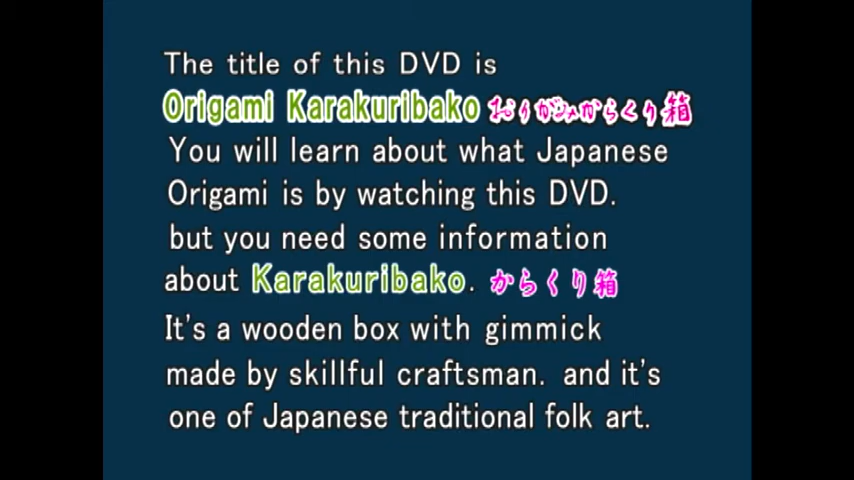 The title of this DVD is
Origami Karakuribako おりがみからくり箱
You will learn about what Japanese
Origami is by watching this DVD.
but you need some information
about Karakuribako. からくり箱
It's a wooden box with gimmick
made by skillful craftsman. and it's
one of Japanese traditional folk art.